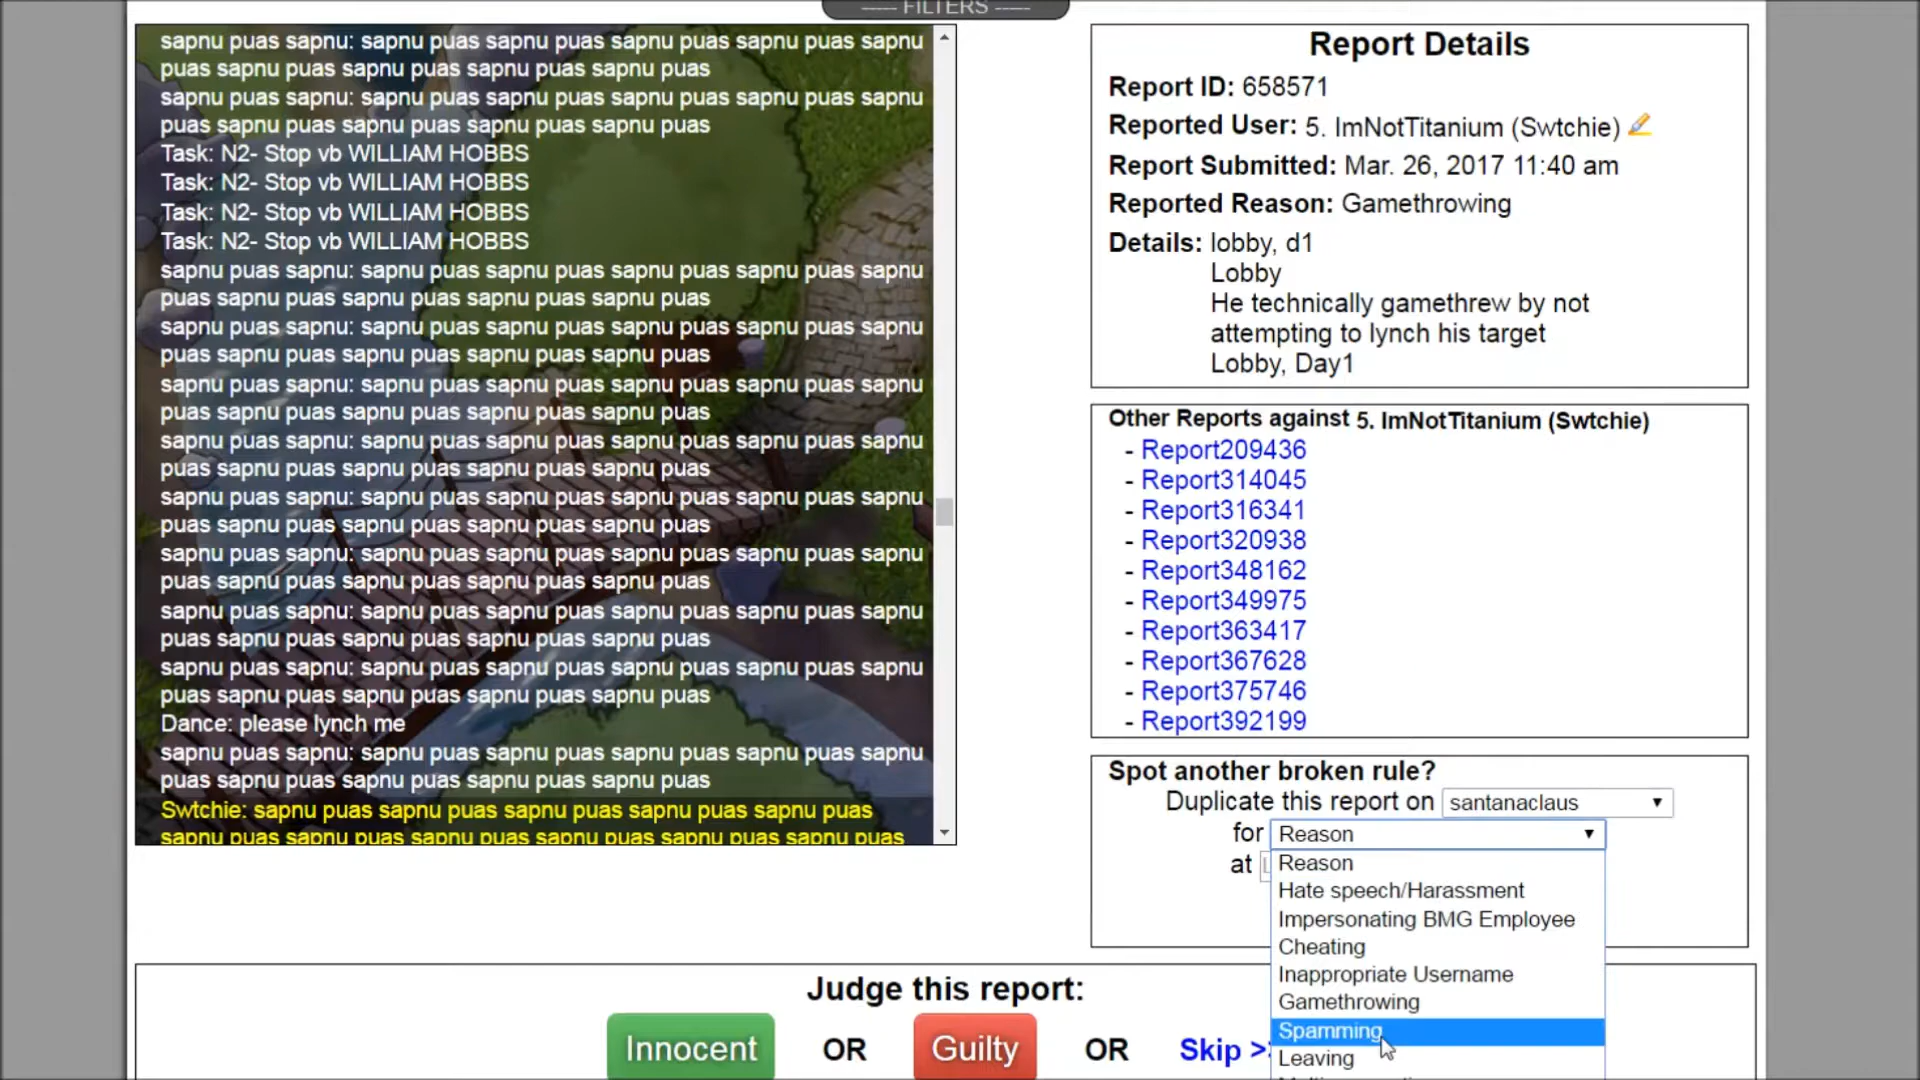 ----- FILTERS -----
sapnu puas sapnu: sapnu puas sapnu puas sapnu puas sapnu puas sapnu
puas sapnu puas sapnu puas sapnu puas sapnu puas
sapnu puas sapnu: sapnu puas sapnu puas sapnu puas sapnu puas sapnu
puas sapnu puas sapnu puas sapnu puas sapnu puas
Task: N2- Stop vb WILLIAM HOBBS
Task: N2- Stop vb WILLIAM HOBBS
Task: N2- Stop vb WILLIAM HOBBS
Task: N2- Stop vb WILLIAM HOBBS
sapnu puas sapnu: sapnu puas sapnu puas sapnu puas sapnu puas sapnu
puas sapnu puas sapnu puas sapnu puas sapnu puas
sapnu puas sapnu: sapnu puas sapnu puas sapnu puas sapnu puas sapnu
puas sapnu puas sapnu puas sapnu puas sapnu puas
sapnu puas sapnu: sapnu puas sapnu puas sapnu puas sapnu puas sapnu
puas sapnu puas sapnu puas sapnu puas sapnu puas
sapnu puas sapnu: sapnu puas sapnu puas sapnu puas sapnu puas sapnu
puas sapnu puas sapnu puas sapnu puas sapnu puas
sapnu puas sapnu: sapnu puas sapnu puas sapnu puas sapnu puas sapnu
puas sapnu puas sapnu puas sapnu puas sapnu puas
sapnu puas sapnu: sapnu puas sapnu puas sapnu puas sapnu puas sapnu
puas sapnu puas sapnu puas sapnu puas sapnu puas
sapnu puas sapnu: sapnu puas sapnu puas sapnu puas sapnu puas sapnu
puas sapnu puas sapnu puas sapnu puas sapnu puas
sapnu puas sapnu: sapnu puas sapnu puas sapnu puas sapnu puas sapnu
puas sapnu puas sapnu puas sapnu puas sapnu puas
Dance: please lynch me
sapnu puas sapnu: sapnu puas sapnu puas sapnu puas sapnu puas sapnu
puas sapnu puas sapnu puas sapnu puas sapnu puas
Swtchie: sapnu puas sapnu puas sapnu puas sapnu puas sapnu puas
sapnu puas sapnu puas sapnu puas sapnu puas sapnu puas sapnu puas
Report Details
Report ID: 658571
Reported User: 5. ImNotTitanium (Swtchie)
Report Submitted: Mar. 26, 2017 11:40 am
Reported Reason: Gamethrowing
Details: lobby, d1
Lobby
He technically gamethrew by not
attempting to lynch his target
Lobby, Day1
Other Reports against 5. ImNotTitanium (Swtchie)
- Report209436
- Report314045
- Report316341
- Report320938
- Report348162
- Report349975
- Report363417
- Report367628
- Report375746
- Report392199
Spot another broken rule?
Duplicate this report on santanaclaus
for Reason
at
Reason
Hate speech/Harassment
Impersonating BMG Employee
Cheating
Inappropriate Username
Gamethrowing
Spamming
Leaving
Judge this report:
Innocent OR Guilty OR Skip >